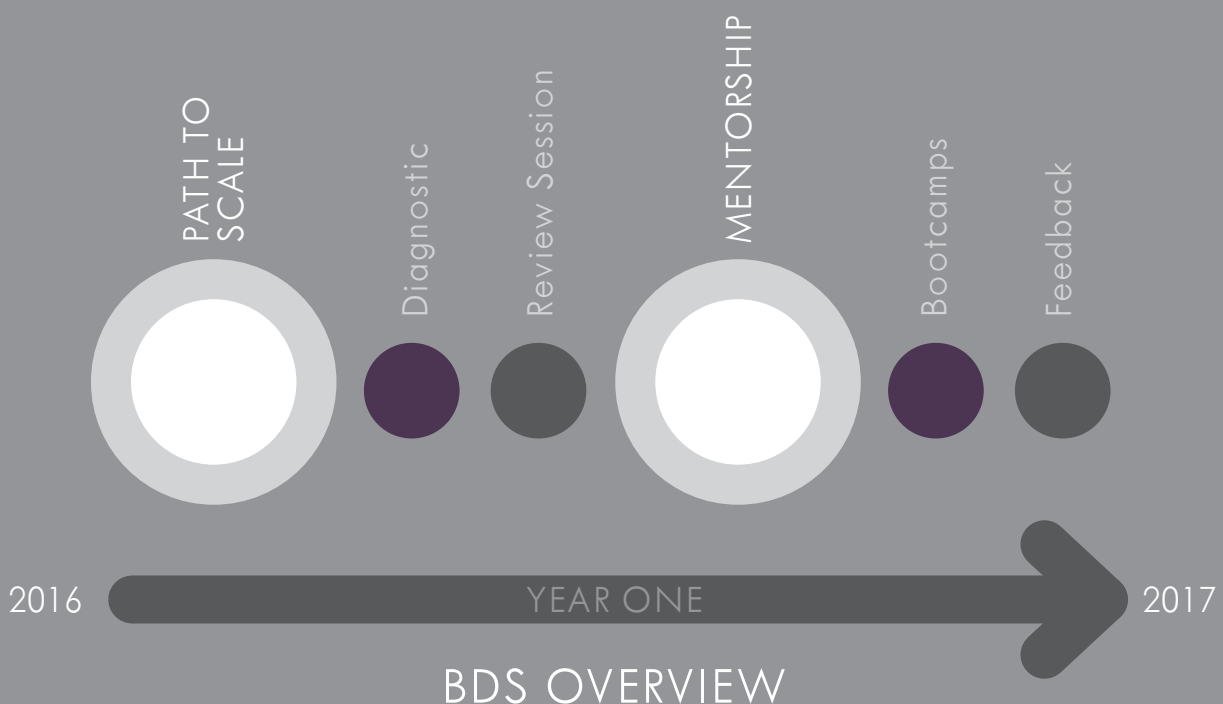 PATH TO
SCALE
Diagnostic
Review Session
MENTORSHIP
Bootcamps
Feedback
2016
YEAR ONE
2017
BDS OVERVIEW